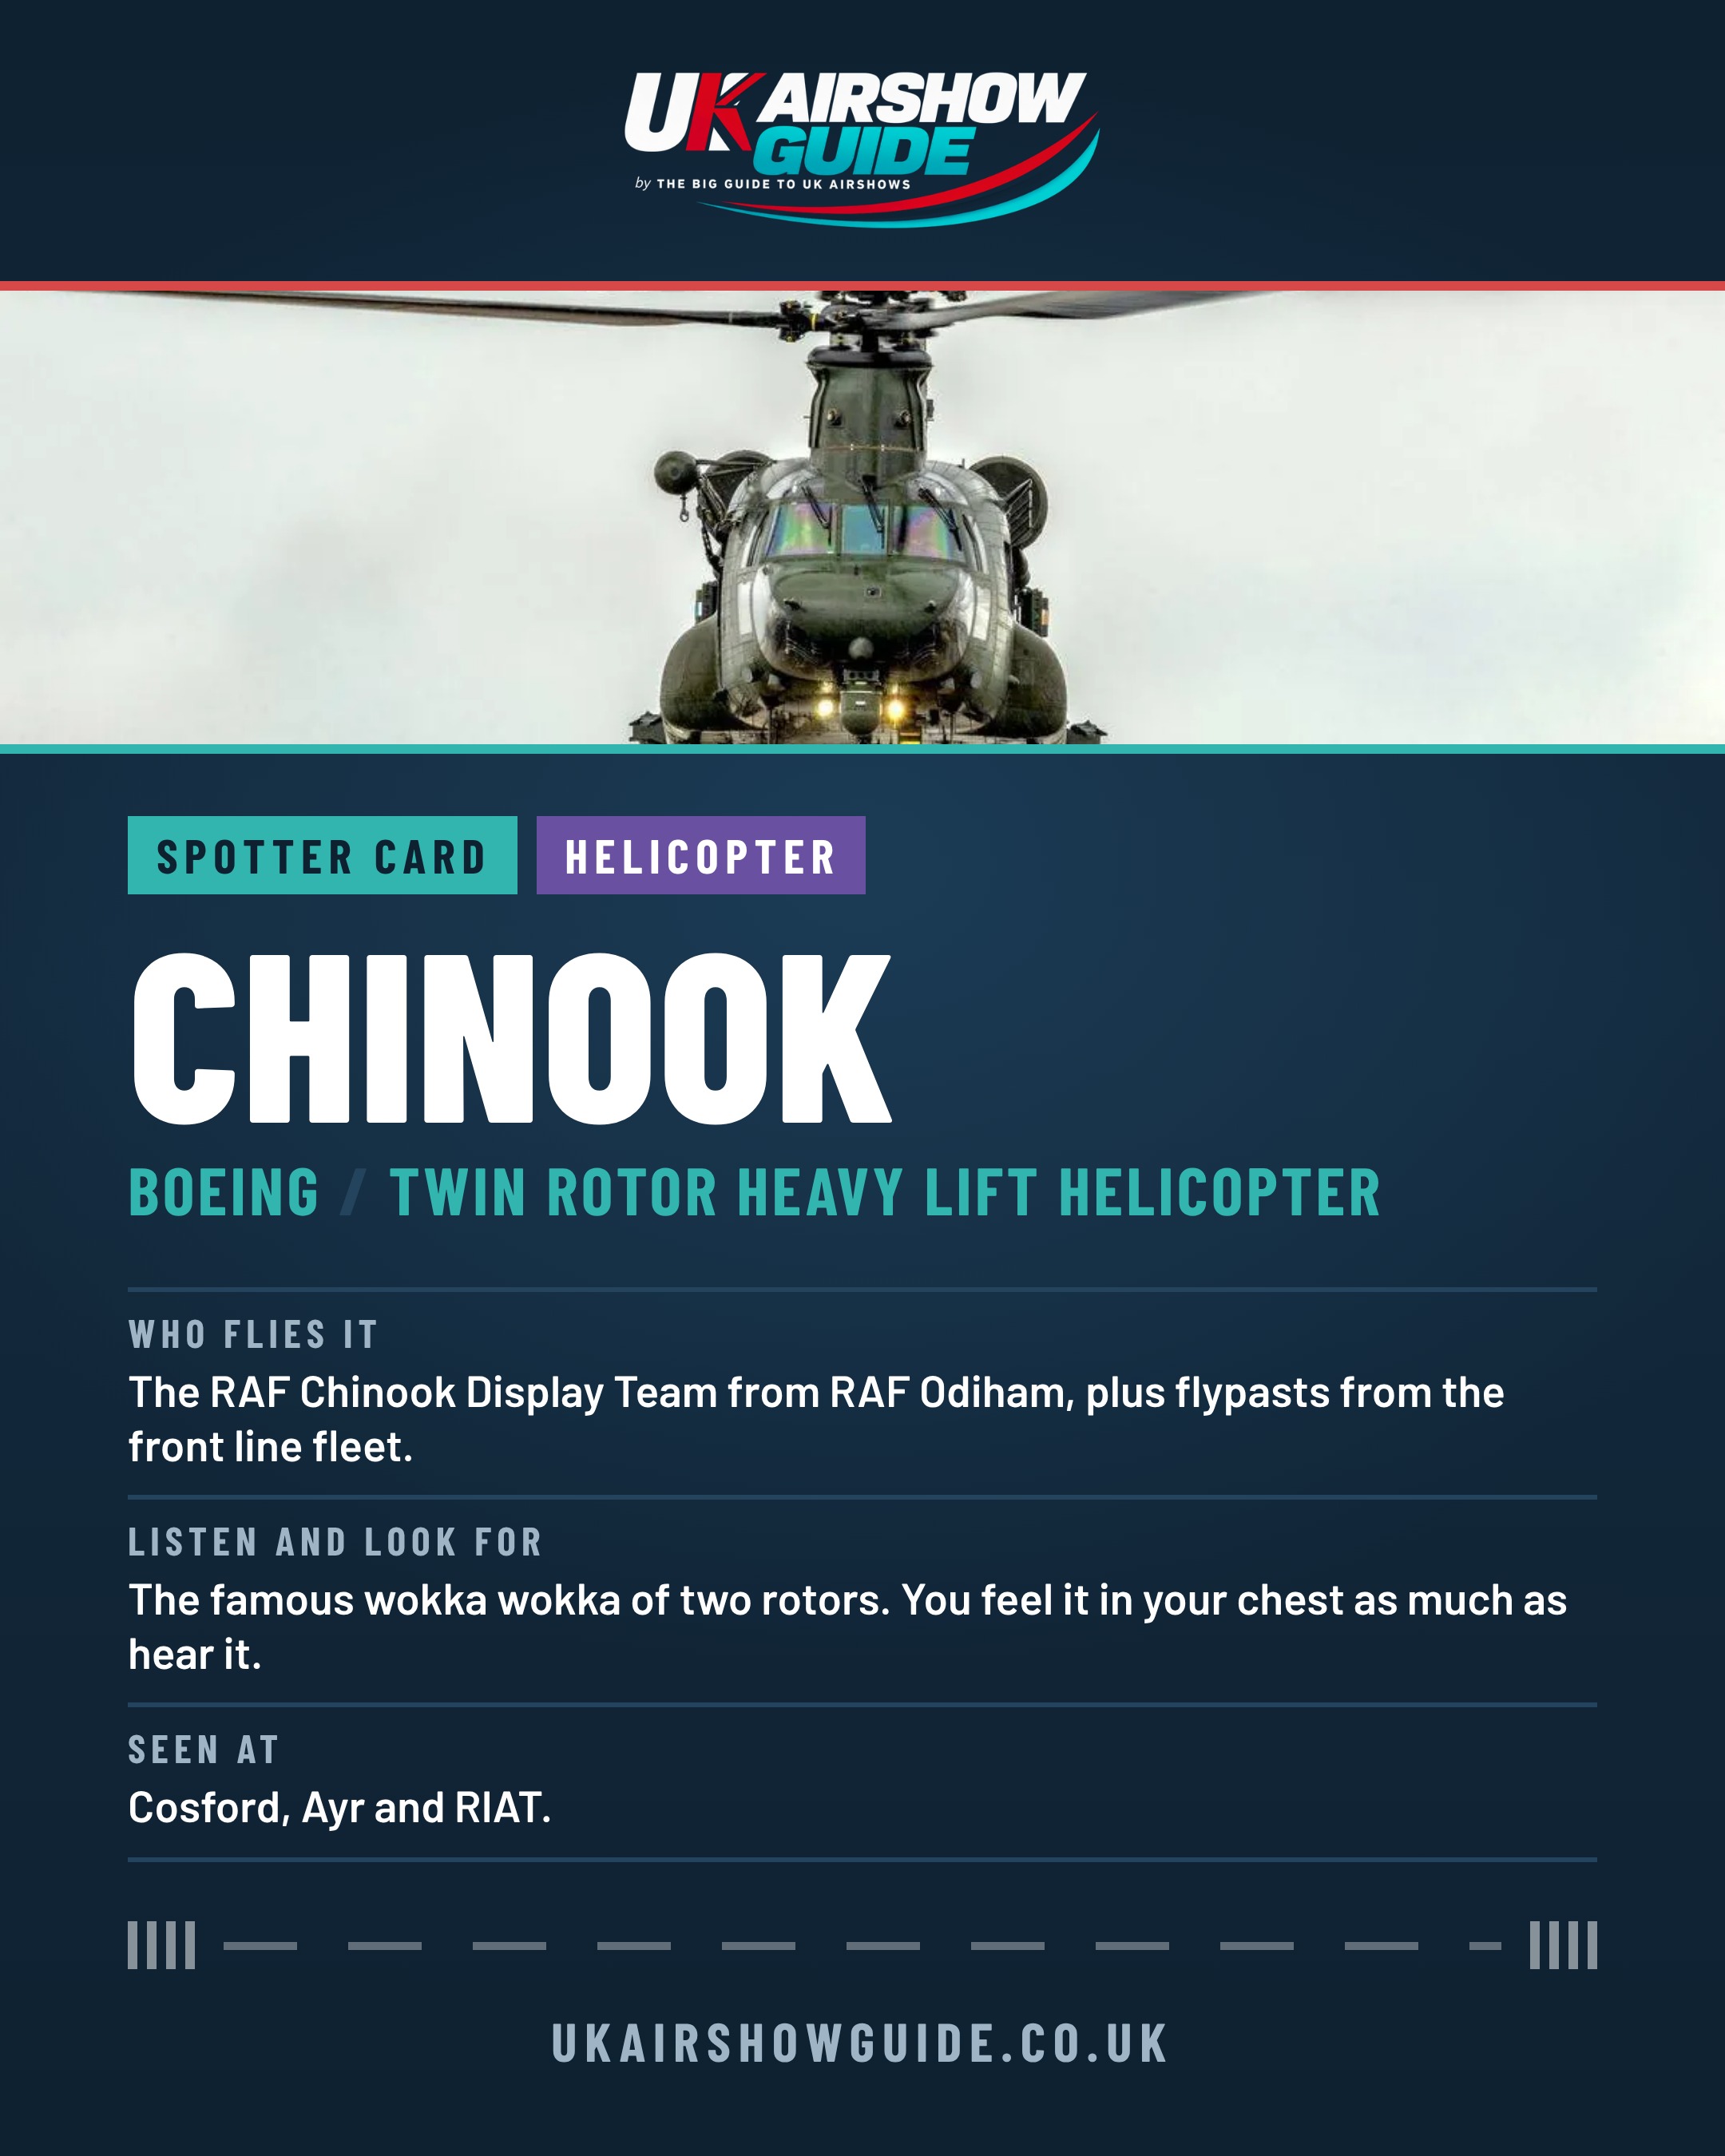 UK AIRSHOW
GUIDE
by THE BIG GUIDE TO UK AIRSHOWS
SPOTTER CARD
HELICOPTER
CHINOOK
BOEING / TWIN ROTOR HEAVY LIFT HELICOPTER
WHO FLIES IT
The RAF Chinook Display Team from RAF Odiham, plus flypasts from the
front line fleet.
LISTEN AND LOOK FOR
The famous wokka wokka of two rotors. You feel it in your chest as much as
hear it.
SEEN AT
Cosford, Ayr and RIAT.
UKAIRSHOWGUIDE.CO.UK